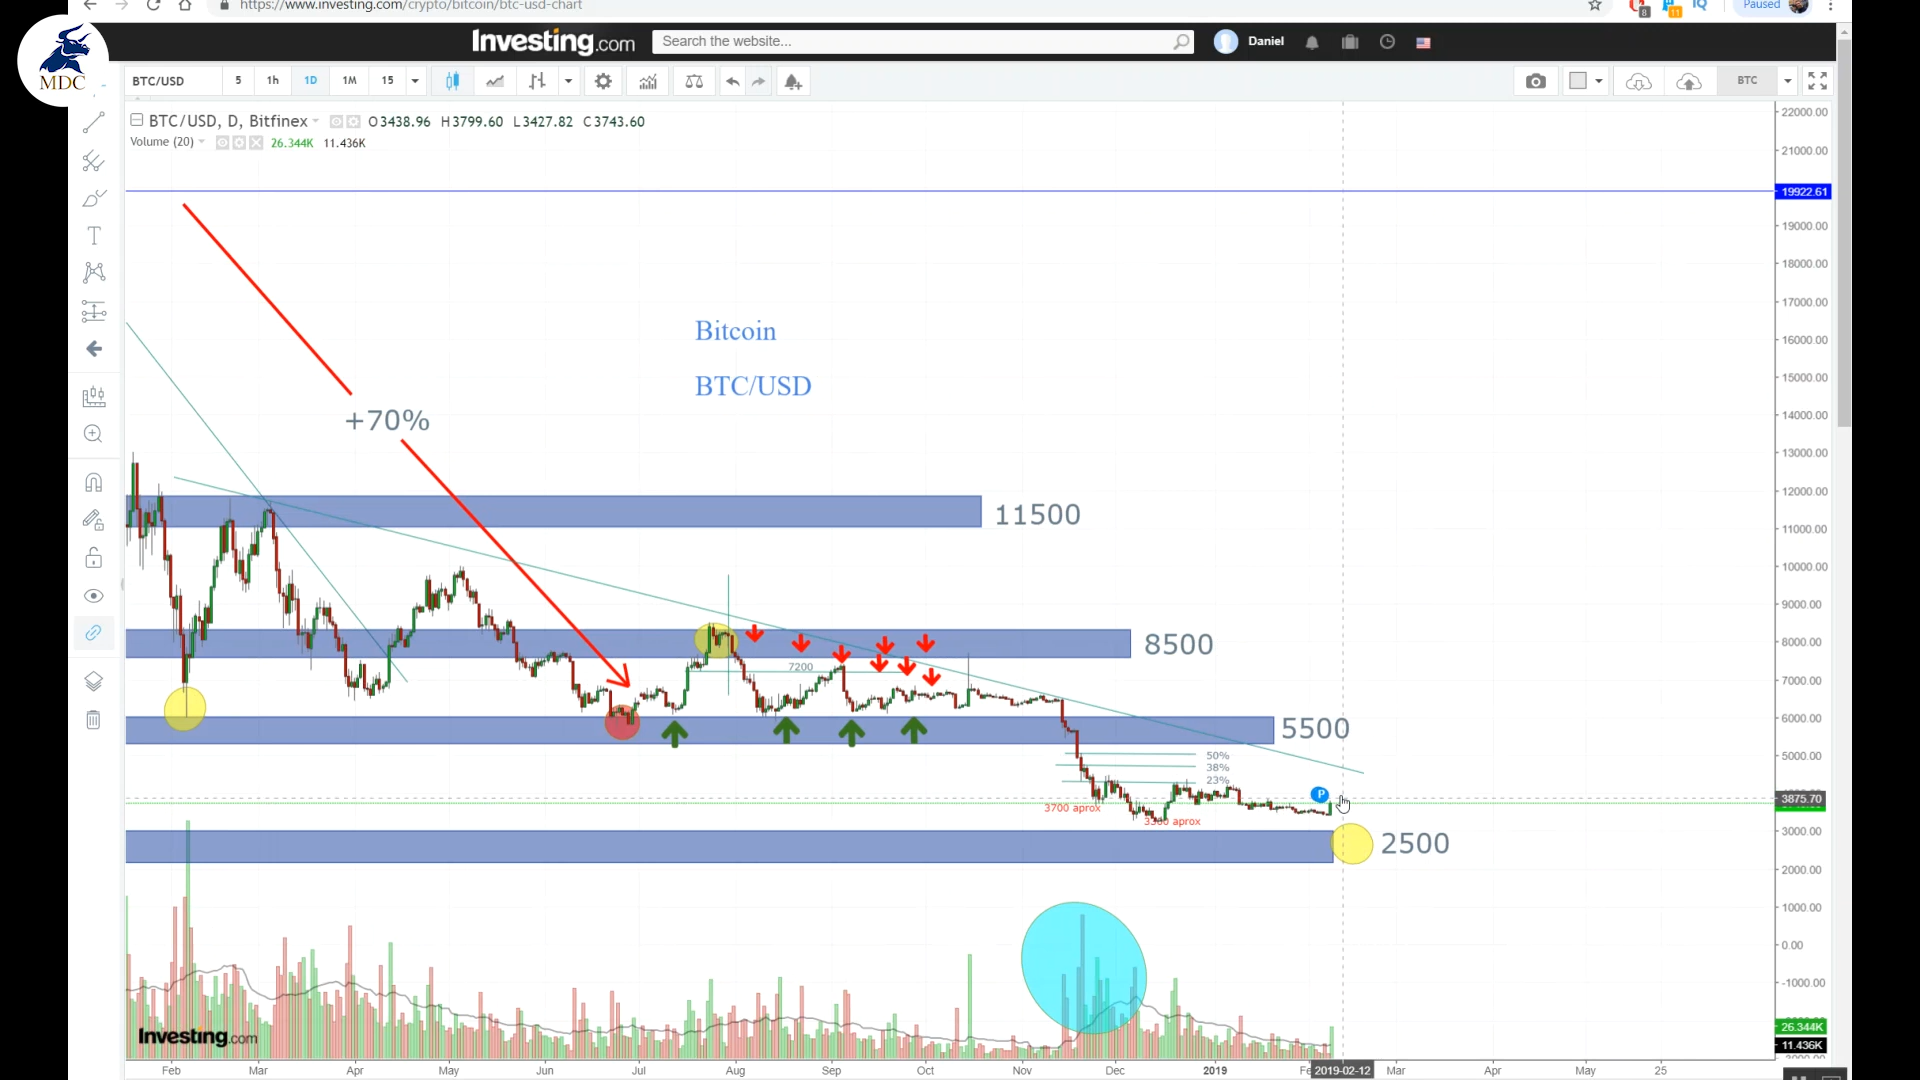 https://www.investing.com/crypto/bitcoin/btc-usd-chart
8
11
IQ
Paused
MDC
Investing.com
Search the website...
Daniel
BTC/USD
5
1h
1D
1M
15
BTC
BTC/USD, D, Bitfinex
O3438.96 H3799.60 L3427.82 C3743.60
Volume (20)
26.344K 11.436K
22000.00
21000.00
19922.61
19000.00
18000.00
17000.00
16000.00
15000.00
14000.00
13000.00
12000.00
11000.00
10000.00
9000.00
8000.00
7000.00
6000.00
5000.00
3875.70
3000.00
2000.00
1000.00
0.00
-1000.00
26.344K
11.436K
Bitcoin
BTC/USD
+70%
11500
8500
7200
5500
50%
38%
23%
P
3700 aprox
3300 aprox
2500
Investing.com
Feb Mar Apr May Jun Jul Aug Sep Oct Nov Dec 2019 2019-02-12 Mar Apr May 25